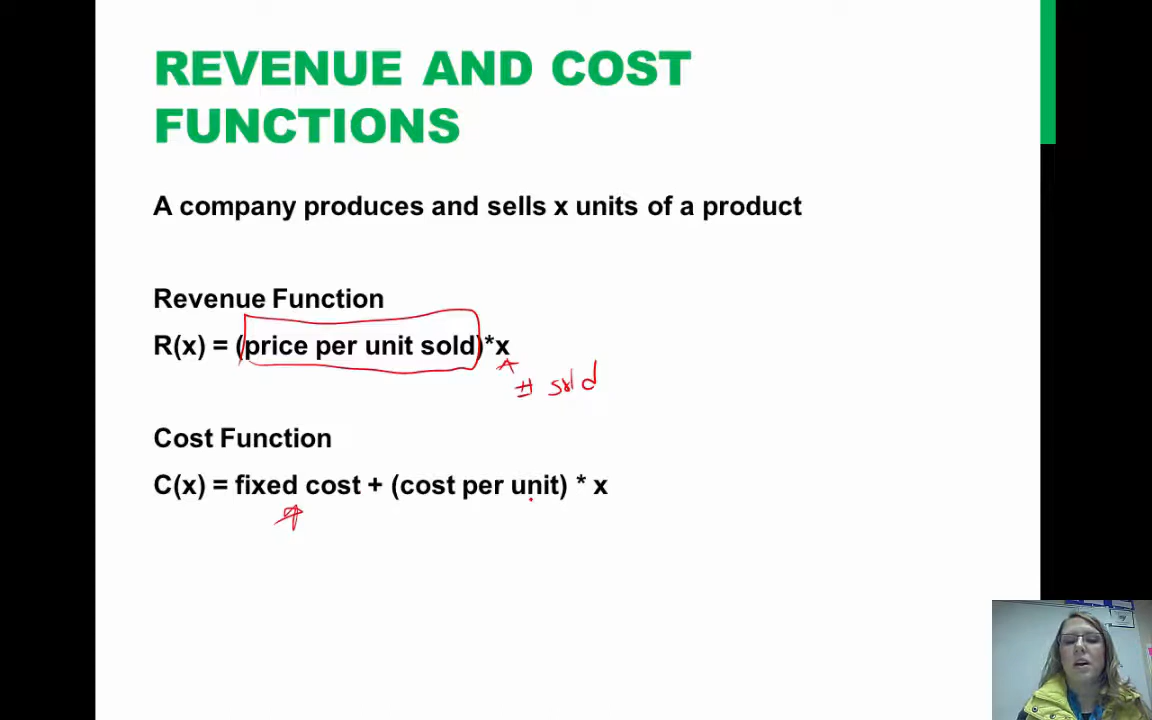 REVENUE AND COST
FUNCTIONS
A company produces and sells x units of a product
Revenue Function
R(x) = (price per unit sold)*x
# sold
Cost Function
C(x) = fixed cost + (cost per unit) * x